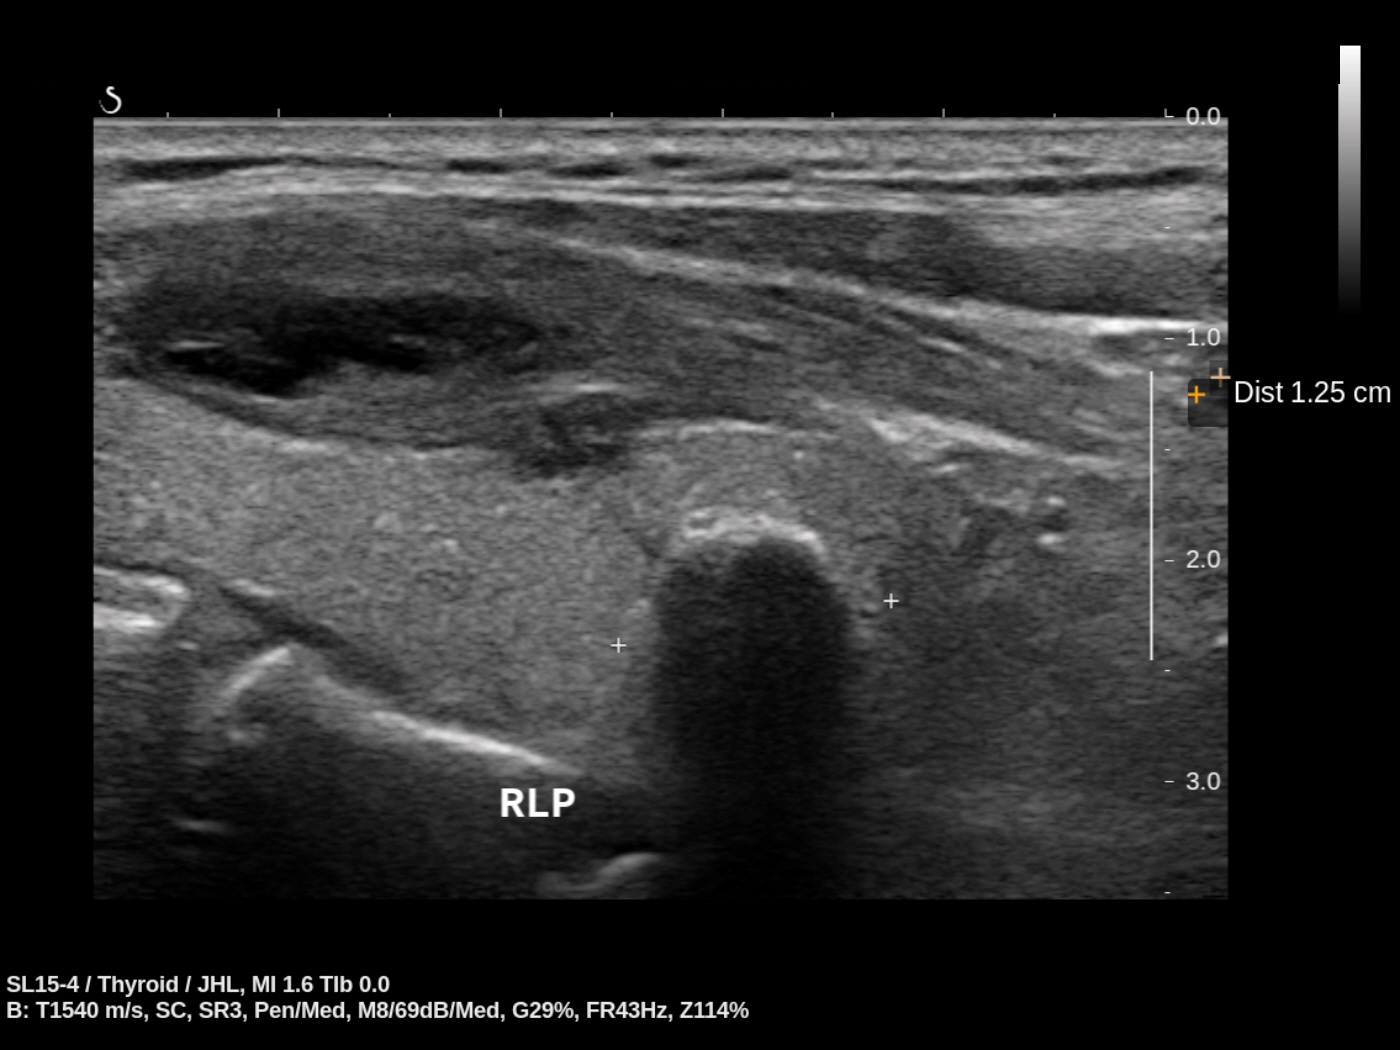 0.0
1.0
Dist 1.25 cm
2.0
3.0
RLP
SL15-4 / Thyroid / JHL, MI 1.6 TIb 0.0
B: T1540 m/s, SC, SR3, Pen/Med, M8/69dB/Med, G29%, FR43Hz, Z114%